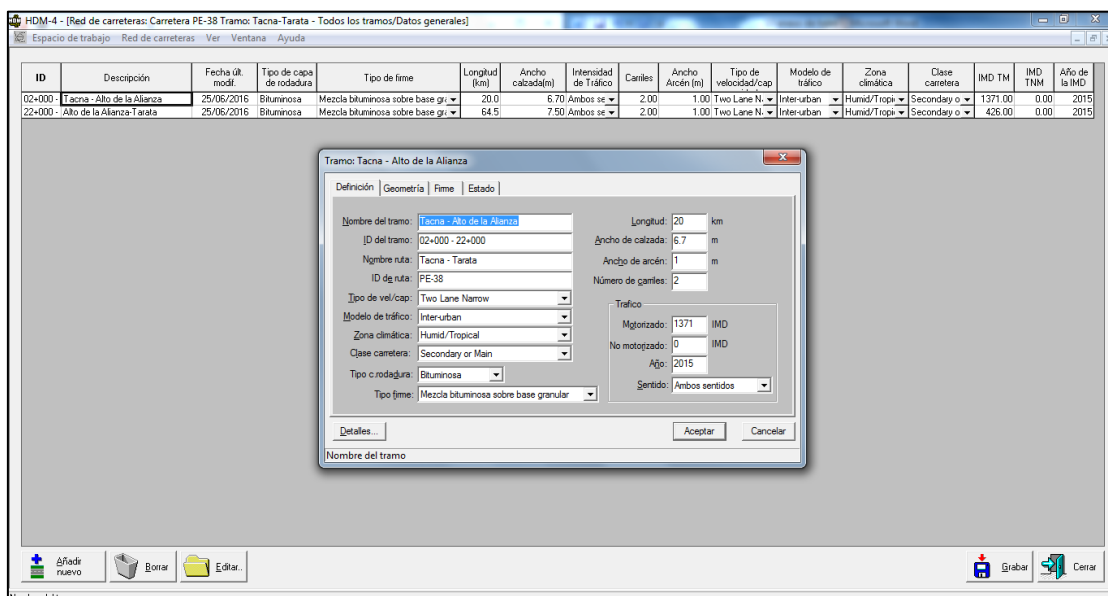 HDM-4 - [Red de carreteras: Carretera PE-38 Tramo: Tacna-Tarata - Todos los tramos/Datos generales]
Espacio de trabajo Red de carreteras Ver Ventana Ayuda
ID Descripción Fecha últ. modif. Tipo de capa de rodadura Tipo de firme Longitud (km) Ancho calzada(m) Intensidad de Tráfico Carriles Ancho Arcén (m) Tipo de velocidad/cap Modelo de tráfico Zona climática Clase carretera IMD TM IMD TNM Año de la IMD
02+000 - Tacna - Alto de la Alianza 25/06/2016 Bituminosa Mezcla bituminosa sobre base gra 20.0 6.70 Ambos se 2.00 1.00 Two Lane N. Inter-urban Humid/Tropi Secondary o 1371.00 0.00 2015
22+000 - Alto de la Alianza-Tarata 25/06/2016 Bituminosa Mezcla bituminosa sobre base gra 64.5 7.50 Ambos se 2.00 1.00 Two Lane N. Inter-urban Humid/Tropi Secondary o 426.00 0.00 2015
Tramo: Tacna - Alto de la Alianza
Definición Geometría Firme Estado
Nombre del tramo: Tacna - Alto de la Alianza
ID del tramo: 02+000 - 22+000
Nombre ruta: Tacna - Tarata
ID de ruta: PE-38
Tipo de vel/cap: Two Lane Narrow
Modelo de tráfico: Inter-urban
Zona climática: Humid/Tropical
Clase carretera: Secondary or Main
Tipo c.rodadura: Bituminosa
Tipo firme: Mezcla bituminosa sobre base granular
Longitud: 20 km
Ancho de calzada: 6.7 m
Ancho de arcén: 1 m
Número de carriles: 2
Trafico
Motorizado: 1371 IMD
No motorizado: 0 IMD
Año: 2015
Sentido: Ambos sentidos
Detalles... Aceptar Cancelar
Nombre del tramo
Añadir nuevo Borrar Editar.. Grabar Cerrar